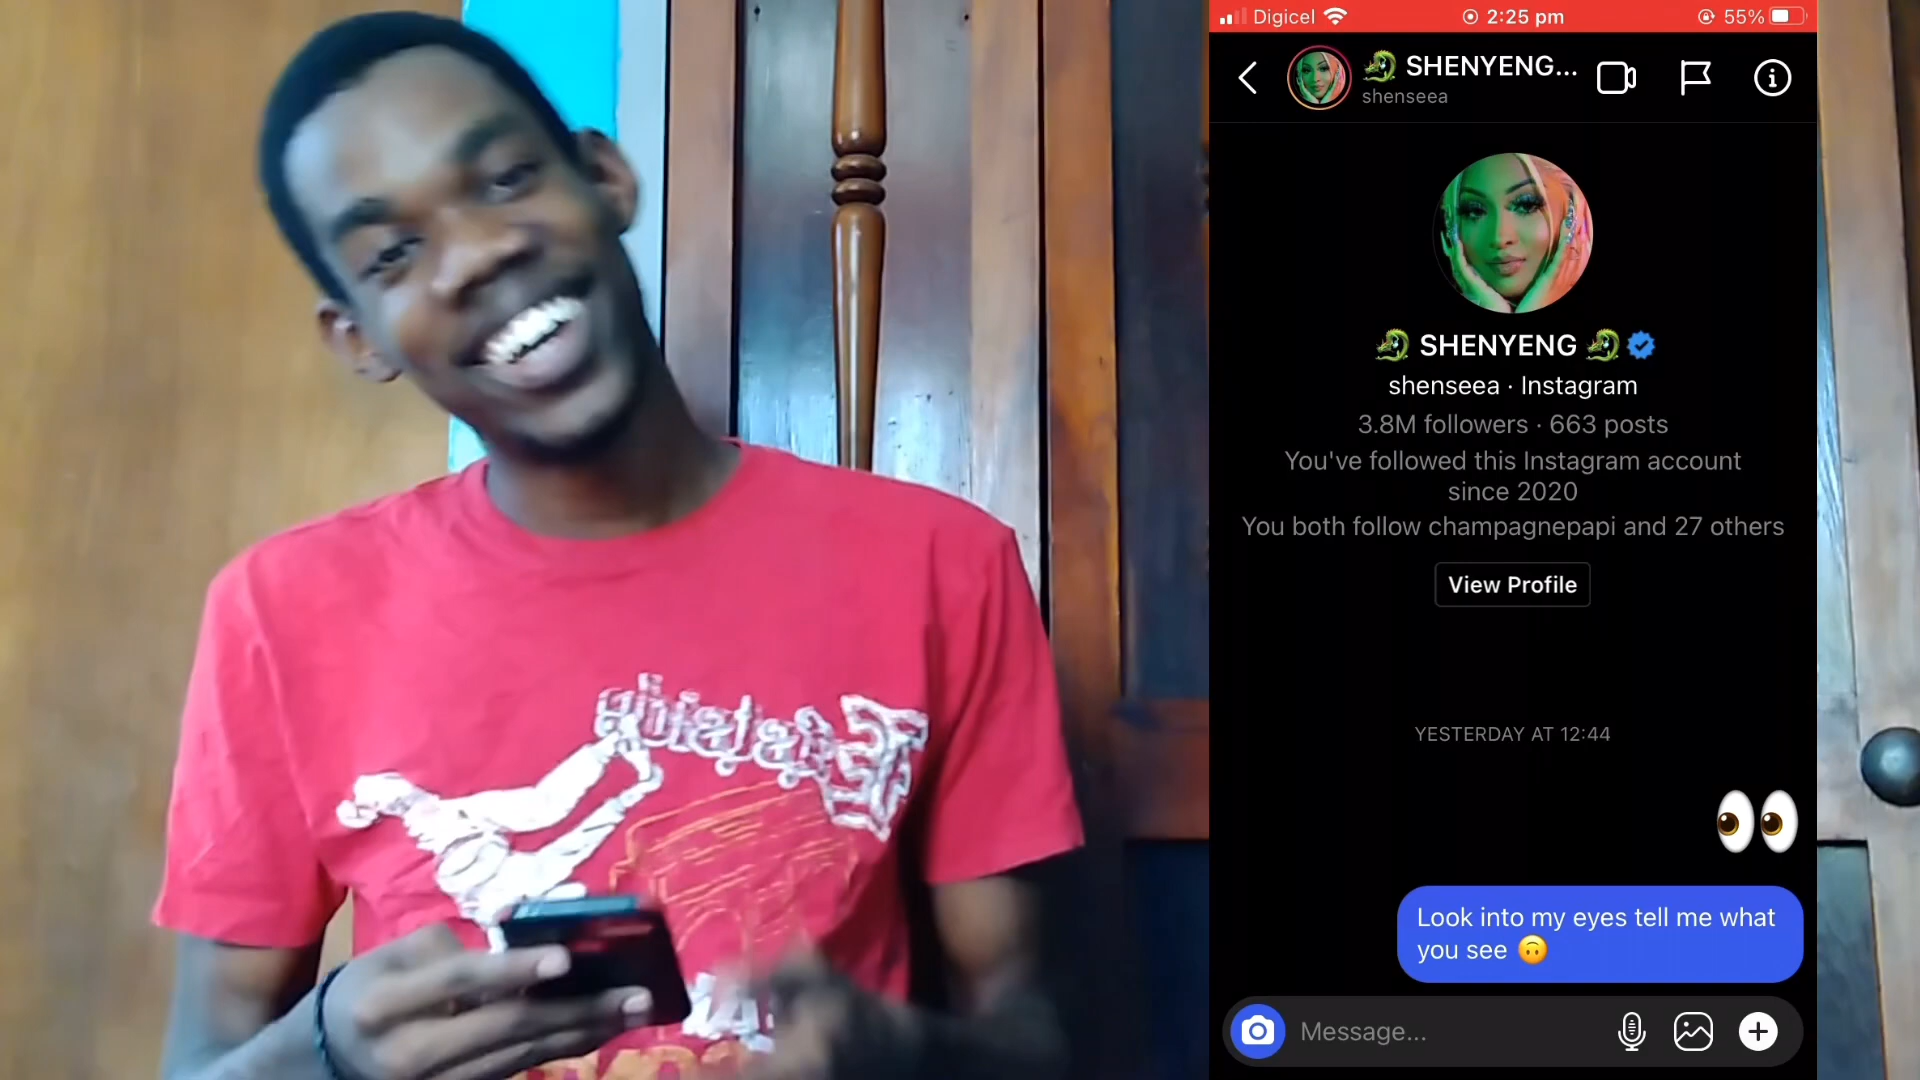 Digicel
2:25 pm
55%
SHENYENG...
shenseea
SHENYENG
shenseea · Instagram
3.8M followers · 663 posts
You've followed this Instagram account
since 2020
You both follow champagnepapi and 27 others
View Profile
YESTERDAY AT 12:44
Look into my eyes tell me what
you see 🙃
Message...